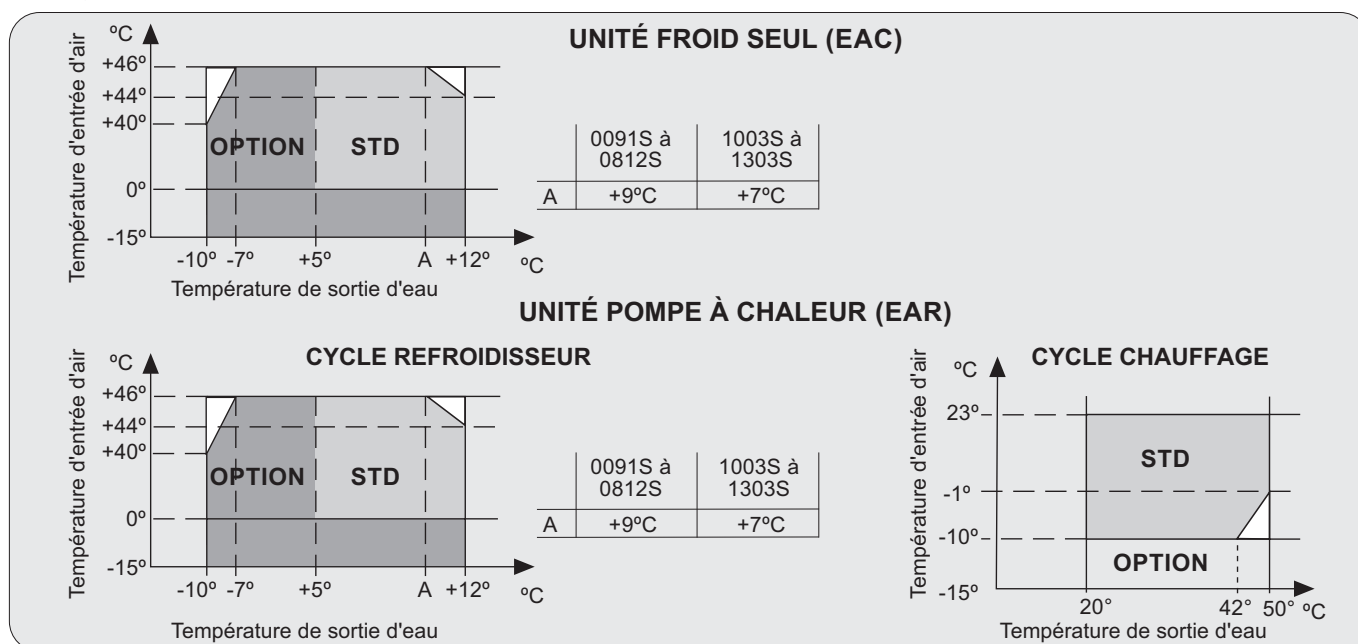 UNITÉ FROID SEUL (EAC)
Température d'entrée d'air
ºC
+46º
+44º
+40º
0º
-15º
OPTION
STD
-10º -7º +5º A +12º ºC
Température de sortie d'eau
0091S à 1003S à
0812S 1303S
A +9ºC +7ºC
UNITÉ POMPE À CHALEUR (EAR)
CYCLE REFROIDISSEUR
Température d'entrée d'air
ºC
+46º
+44º
+40º
0º
-15º
OPTION
STD
-10º -7º +5º A +12º ºC
Température de sortie d'eau
0091S à 1003S à
0812S 1303S
A +9ºC +7ºC
CYCLE CHAUFFAGE
Température d'entrée d'air
ºC
23º
-1º
-10º
-15º
STD
OPTION
20° 42° 50° ºC
Température de sortie d'eau